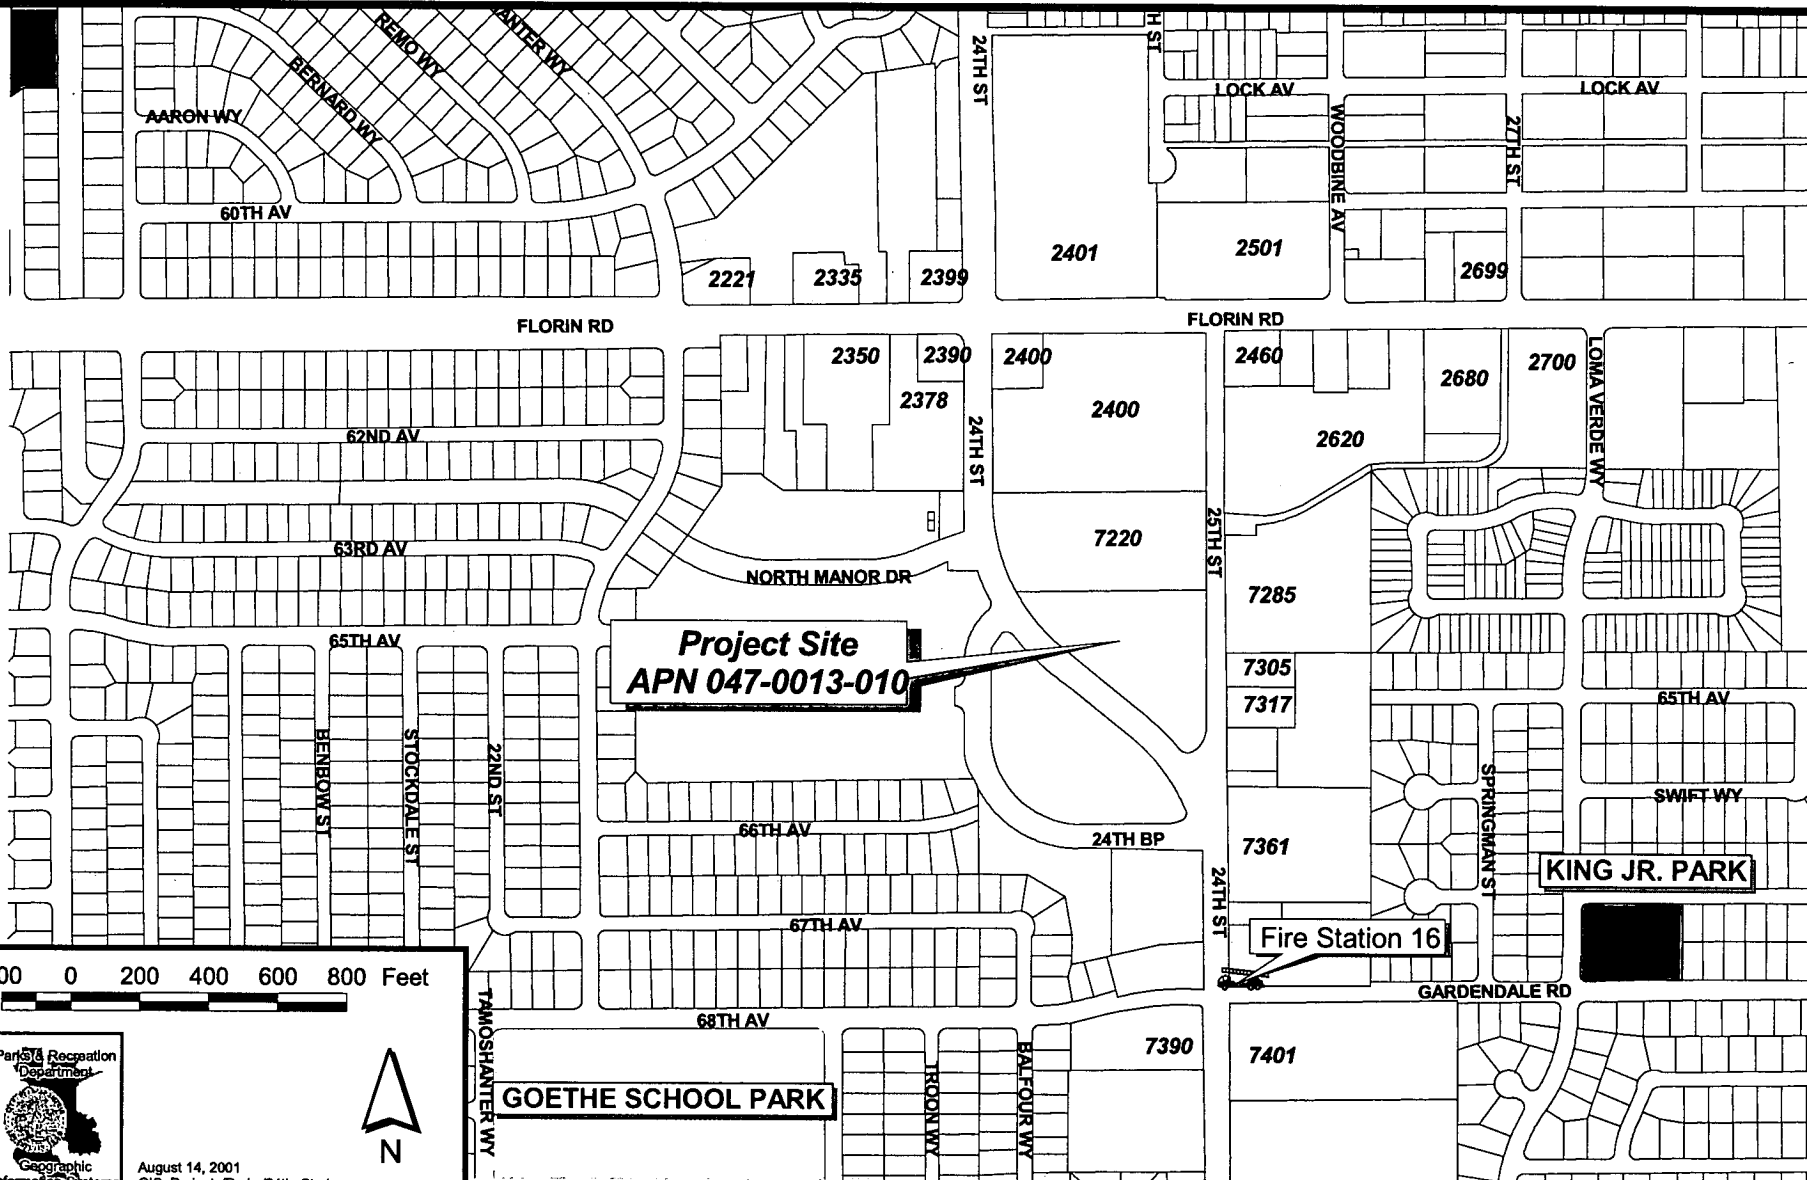 REMO WY
BERNARD WY
AARON WY
24TH ST
LOCK AV
LOCK AV
WOODBINE AV
27TH ST
60TH AV
2221
2335
2399
2401
2501
2699
FLORIN RD
FLORIN RD
2350
2390
2400
2460
2680
2700
LOMA VERDE WY
2378
2400
2620
62ND AV
24TH ST
25TH ST
63RD AV
7220
NORTH MANOR DR
7285
65TH AV
Project Site
APN 047-0013-010
7305
7317
65TH AV
BENBOW ST
STOCKDALE ST
22ND ST
SPRINGMAN ST
SWIFT WY
66TH AV
24TH BP
7361
KING JR. PARK
24TH ST
67TH AV
Fire Station 16
GARDENDALE RD
0 200 400 600 800 Feet
68TH AV
7390
7401
TAMOSHANTER WY
GOETHE SCHOOL PARK
TROON WY
BALFOUR WY
Parks & Recreation
Department
N
Geographic
August 14, 2001